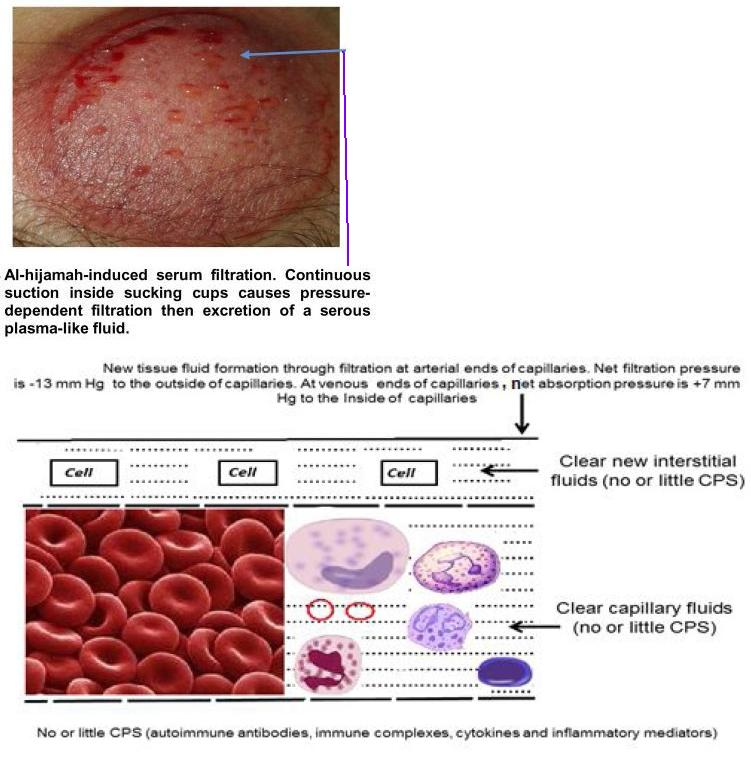 Al-hijamah-induced serum filtration. Continuous
suction inside sucking cups causes pressure-
dependent filtration then excretion of a serous
plasma-like fluid.
New tissue fluid formation through filtration at arterial ends of capillaries. Net filtration pressure
is -13 mm Hg to the outside of capillaries. At venous ends of capillaries , net absorption pressure is +7 mm
Hg to the Inside of capillaries
Cell
Cell
Cell
Clear new interstitial
fluids (no or little CPS)
Clear capillary fluids
(no or little CPS)
No or little CPS (autoimmune antibodies, immune complexes, cytokines and inflammatory mediators)